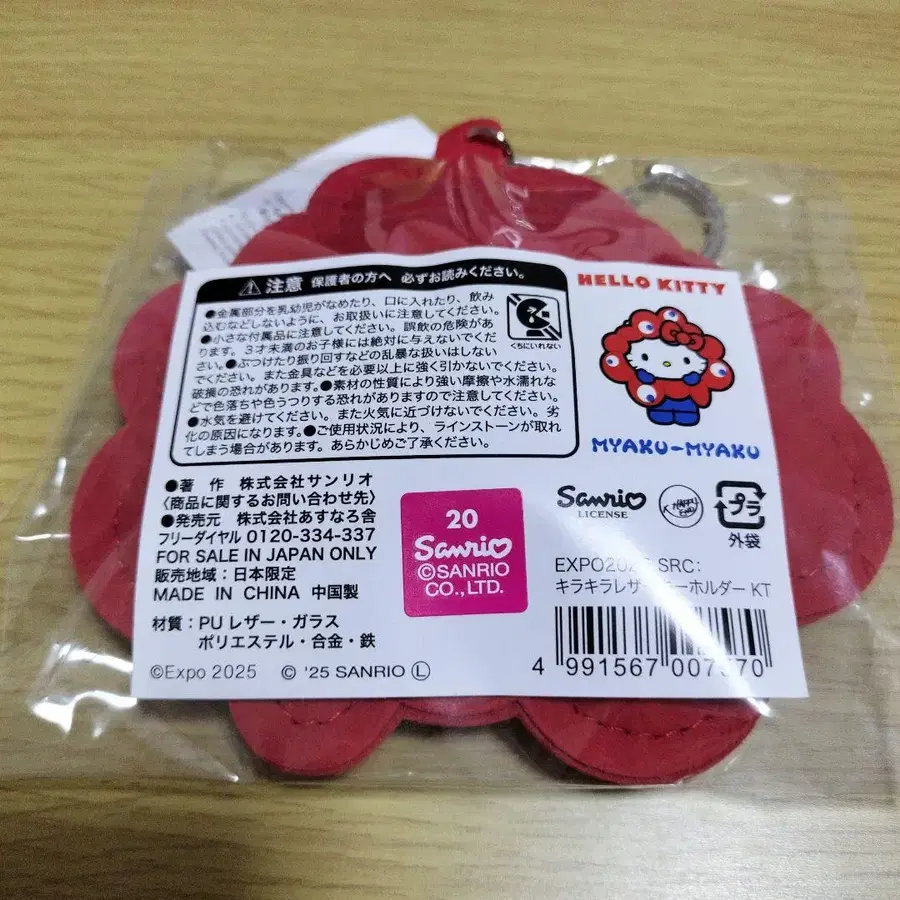 注意 保護者の方へ 必ずお読みください。
●金属部分を乳幼児がなめたり、口に入れたり、飲み
込むなどしないように、お取扱いに注意してください。
●小さな付属品に注意してください。誤飲の危険があ
ります。3才未満のお子様には絶対に与えないでくだ
さい。●ぶつけたり振り回すなどの乱暴な扱いはしない
でください。また金具などを必要以上に強く引かないでください。
破損の恐れがあります。●素材の性質により強い摩擦や水濡れな
どで色落ちや色うつりする恐れがありますので注意してください。
●水気を避けてください。また火気に近づけないでください。劣
化の原因になります。●ご使用状況により、ラインストーンが取れ
てしまう場合があります。あらかじめご了承ください。
くちにいれない
HELLO KITTY
MYAKU-MYAKU
●著 作 株式会社サンリオ
〈商品に関するお問い合わせ先〉
●発売元 株式会社あすなろ舎
フリーダイヤル 0120-334-337
FOR SALE IN JAPAN ONLY
販売地域：日本限定
MADE IN CHINA 中国製
材質：PU レザー・ガラス
ポリエステル・合金・鉄
©Expo 2025 © '25 SANRIO Ⓛ
20
Sanrio
©SANRIO
CO.,LTD.
Sanrio
LICENSE
HAPPY END
プラ
外袋
SRC:
KT
4 991567